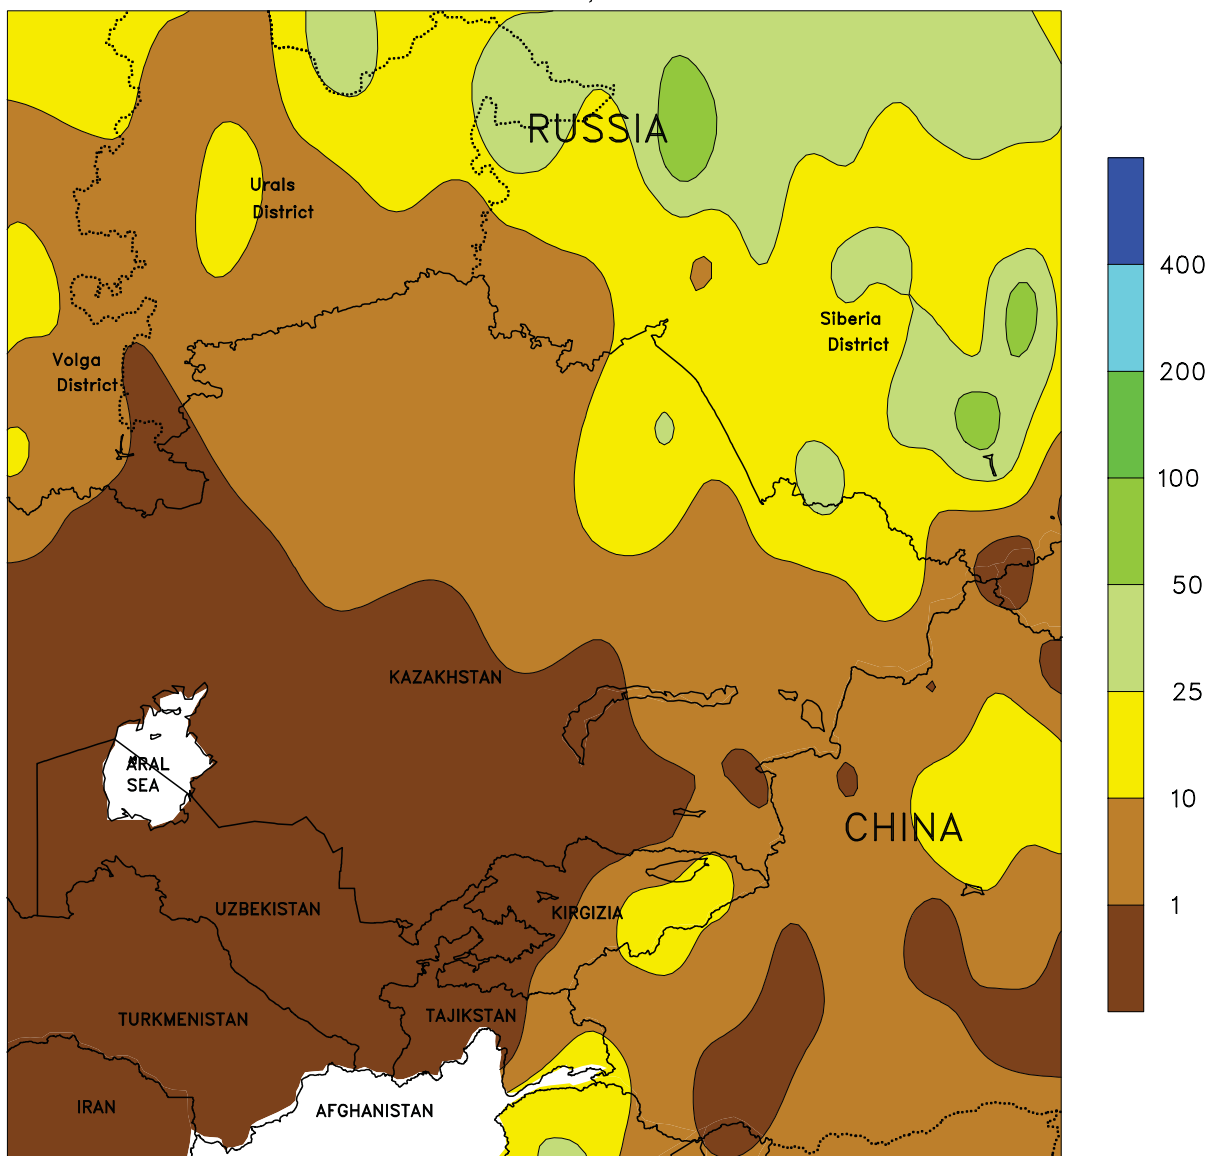 RUSSIA
Urals
District
Siberia
District
Volga
District
KAZAKHSTAN
ARAL
SEA
CHINA
UZBEKISTAN
KIRGIZIA
TURKMENISTAN
TAJIKSTAN
IRAN
AFGHANISTAN
400
200
100
50
25
10
1